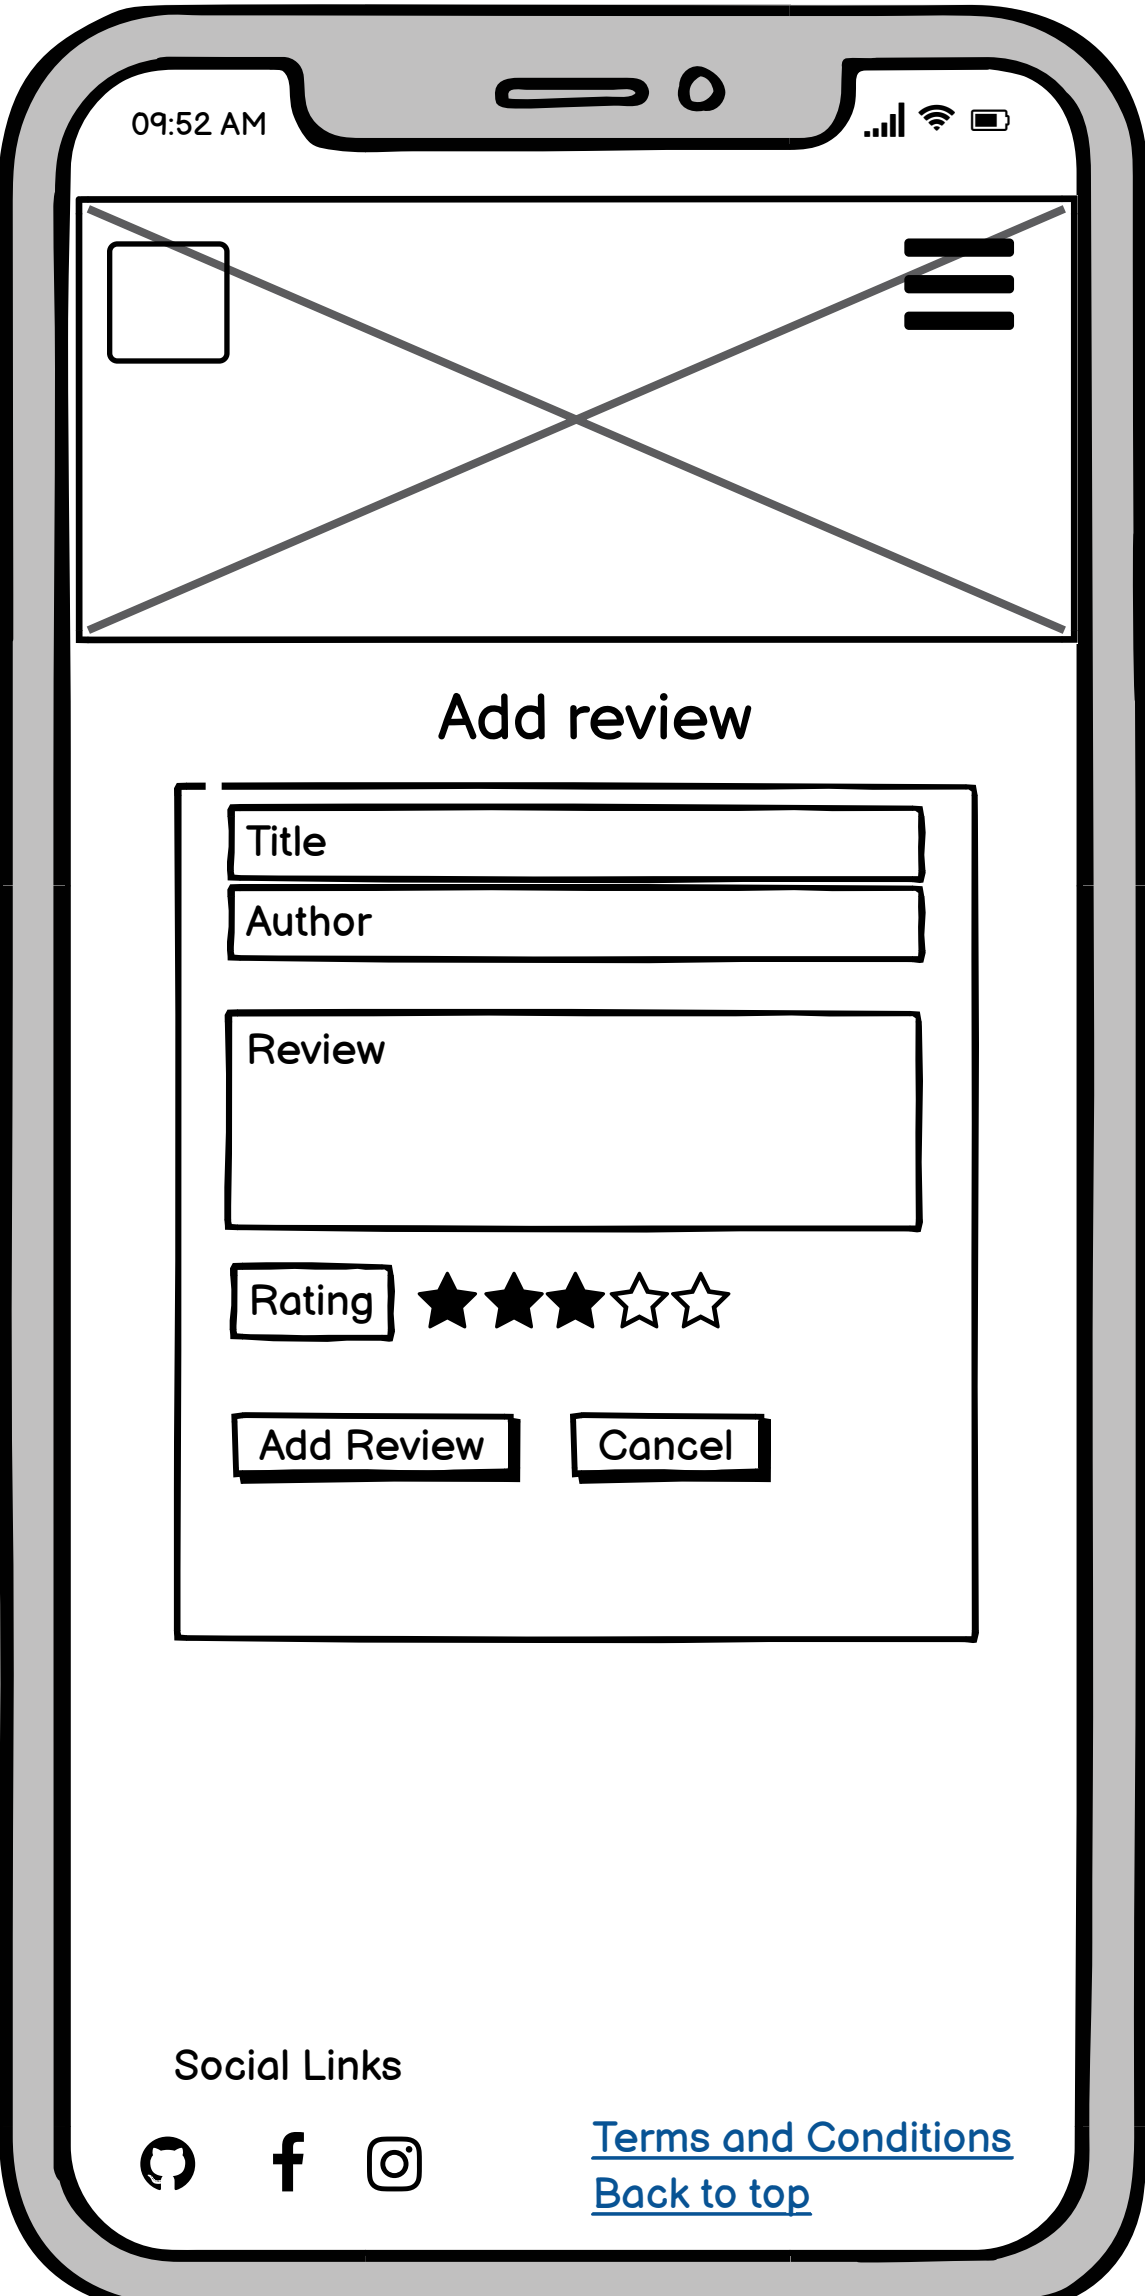 09:52 AM
Add review
Title
Author
Review
Rating
Add Review
Cancel
Social Links
Terms and Conditions
Back to top